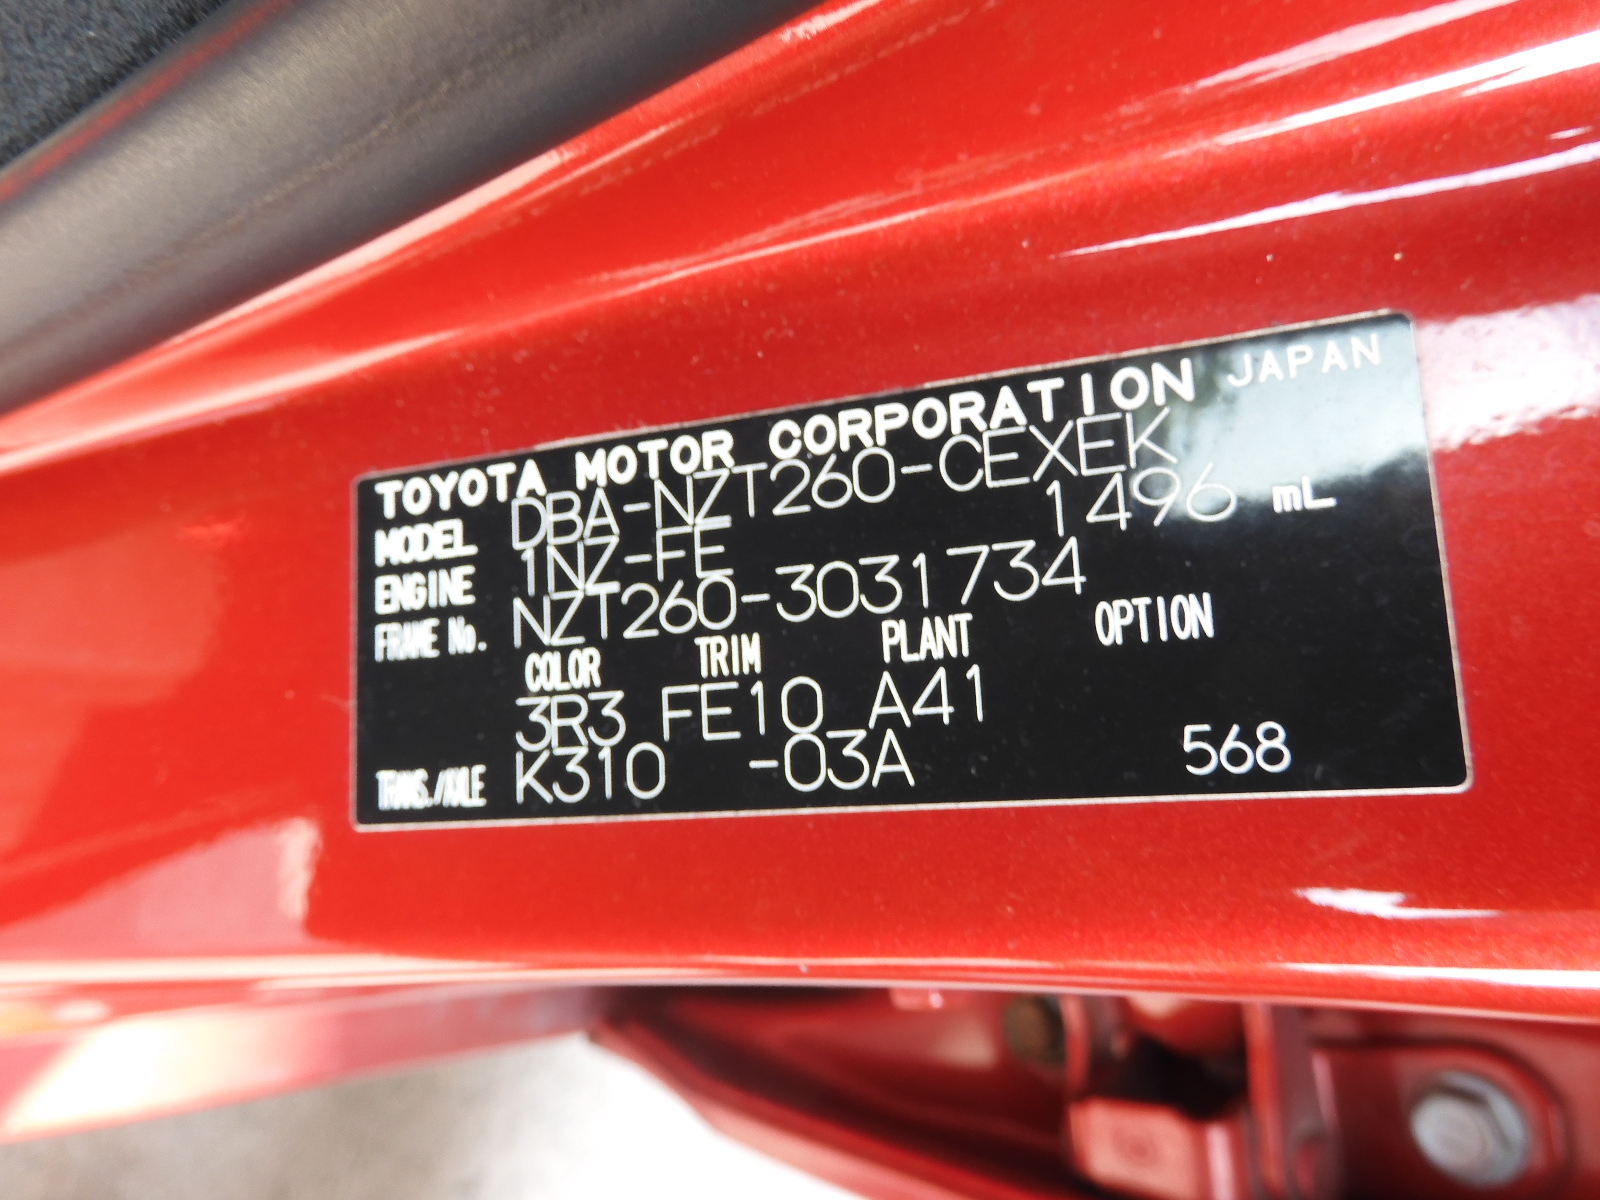 TOYOTA MOTOR CORPORATION JAPAN
MODEL DBA-NZT260-CEXEK
ENGINE 1NZ-FE 1496 mL
FRAME No. NZT260-3031734
COLOR TRIM PLANT OPTION
3R3 FE10 A41
TRANS./AXLE K310 -03A 568